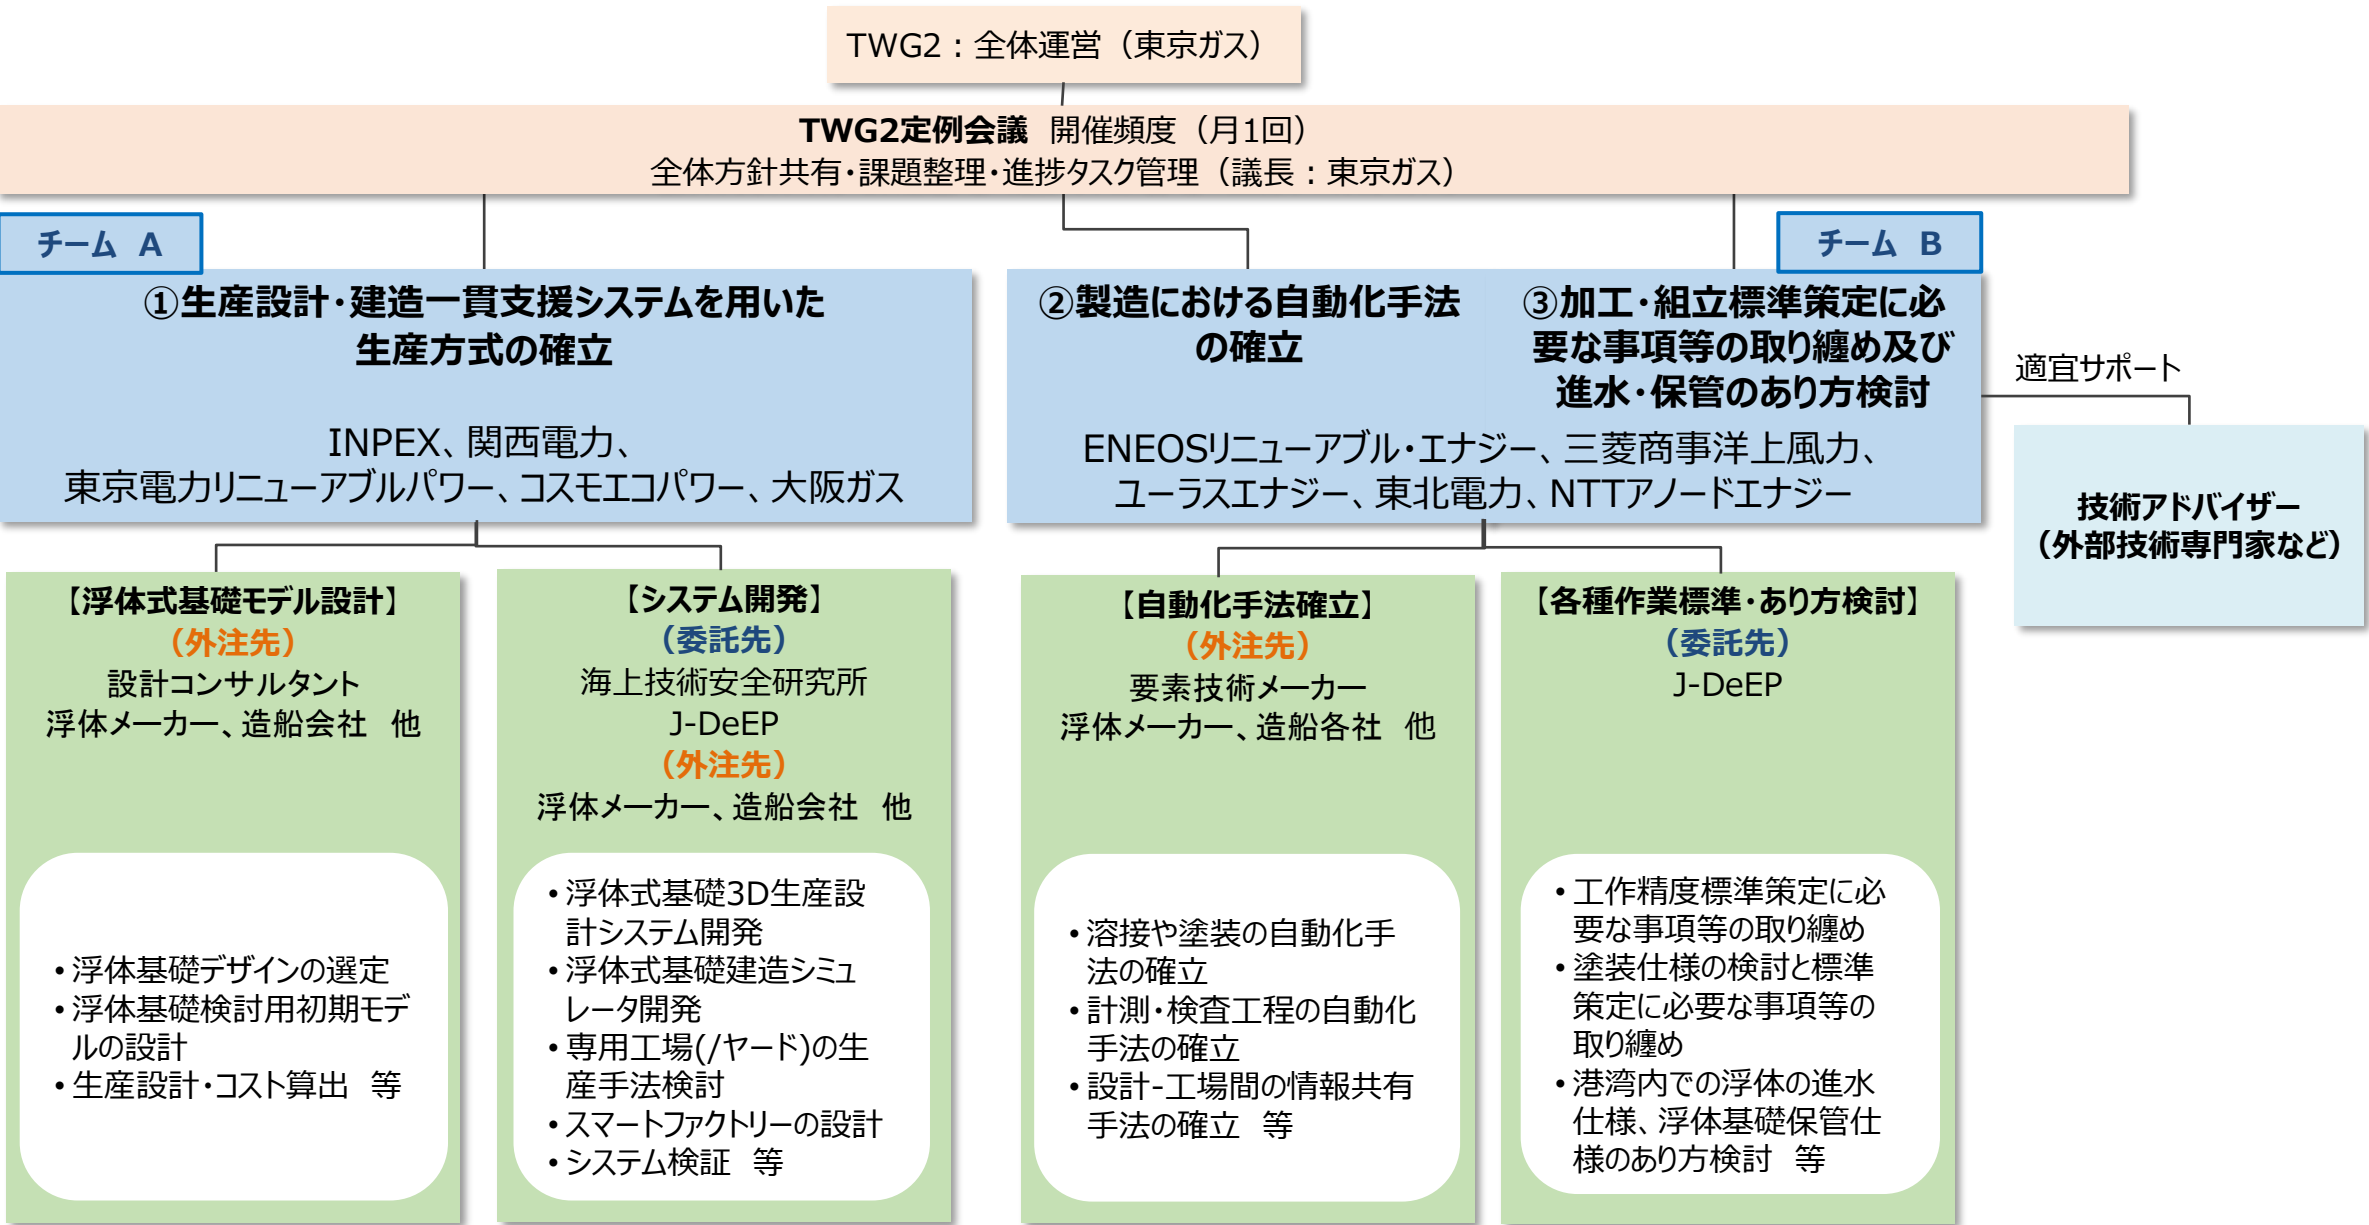 TWG2：全体運営（東京ガス）
TWG2定例会議　開催頻度（月1回）
全体方針共有・課題整理・進捗タスク管理（議長：東京ガス）
チーム　A
①生産設計・建造一貫支援システムを用いた
生産方式の確立
INPEX、関西電力、
東京電力リニューアブルパワー、コスモエコパワー、大阪ガス
チーム　B
②製造における自動化手法
の確立
③加工・組立標準策定に必
要な事項等の取り纏め及び
進水・保管のあり方検討
ENEOSリニューアブル・エナジー、三菱商事洋上風力、
ユーラスエナジー、東北電力、NTTアノードエナジー
適宜サポート
技術アドバイザー
（外部技術専門家など）
【浮体式基礎モデル設計】
（外注先）
設計コンサルタント
浮体メーカー、造船会社　他
・浮体基礎デザインの選定
・浮体基礎検討用初期モデ
ルの設計
・生産設計・コスト算出　等
【システム開発】
（委託先）
海上技術安全研究所
J-DeEP
（外注先）
浮体メーカー、造船会社　他
・浮体式基礎3D生産設
計システム開発
・浮体式基礎建造シミュ
レータ開発
・専用工場(/ヤード)の生
産手法検討
・スマートファクトリーの設計
・システム検証　等
【自動化手法確立】
（外注先）
要素技術メーカー
浮体メーカー、造船各社　他
・溶接や塗装の自動化手
法の確立
・計測・検査工程の自動化
手法の確立
・設計-工場間の情報共有
手法の確立　等
【各種作業標準・あり方検討】
（委託先）
J-DeEP
・工作精度標準策定に必
要な事項等の取り纏め
・塗装仕様の検討と標準
策定に必要な事項等の
取り纏め
・港湾内での浮体の進水
仕様、浮体基礎保管仕
様のあり方検討　等